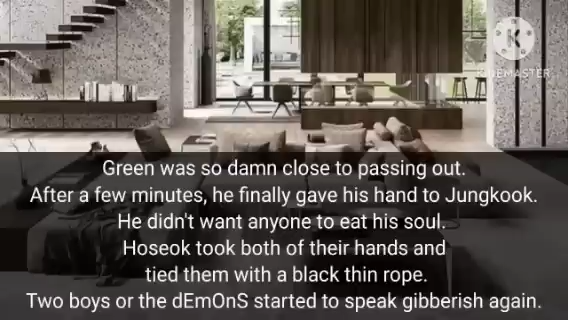 KINEMASTER
Green was so damn close to passing out.
After a few minutes, he finally gave his hand to Jungkook.
He didn't want anyone to eat his soul.
Hoseok took both of their hands and
tied them with a black thin rope.
Two boys or the dEmOnS started to speak gibberish again.